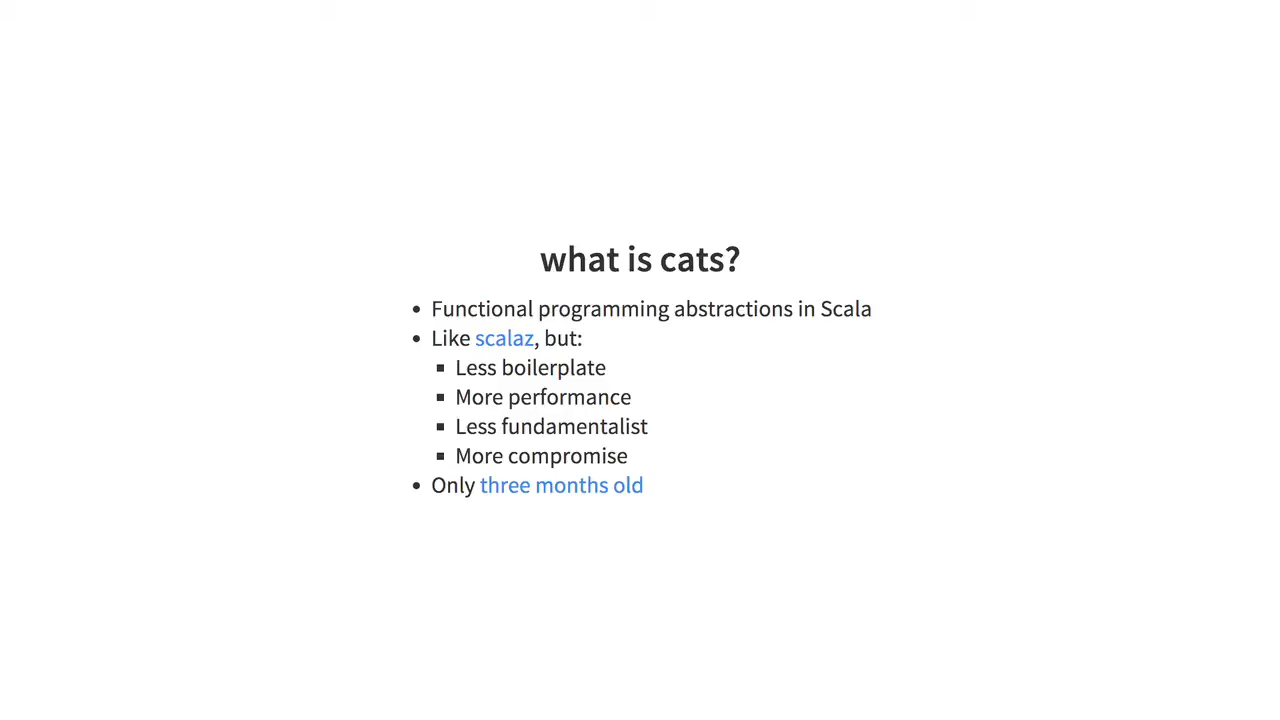 what is cats?
• Functional programming abstractions in Scala
• Like scalaz, but:
▪ Less boilerplate
▪ More performance
▪ Less fundamentalist
▪ More compromise
• Only three months old